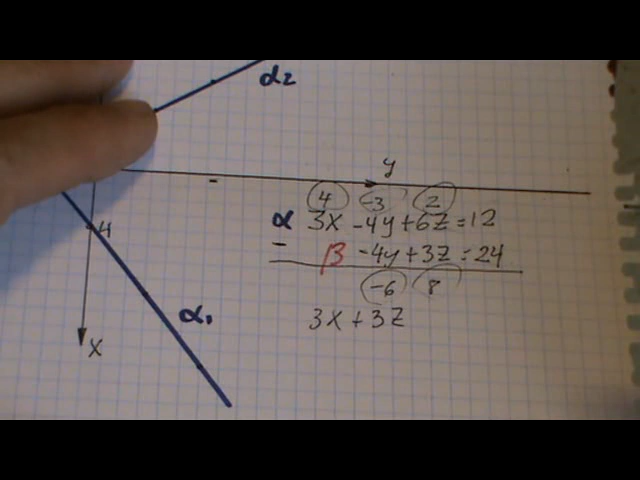 α2
y
4 -3 2
α 3x - 4y + 6z = 12
- β - 4y + 3z = 24
-6 8
3x + 3z
4
α1
x